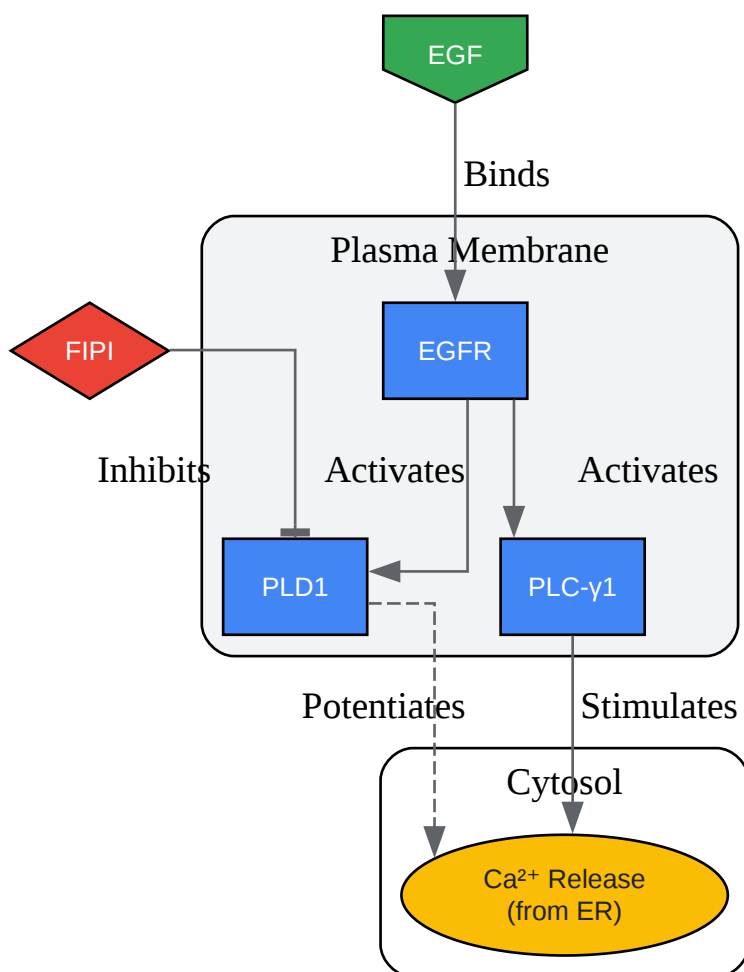 EGF
Binds
Plasma Membrane
FIPI
EGFR
Inhibits
Activates
Activates
PLD1
PLC-γ1
Potentiates
Stimulates
Cytosol
Ca²⁺ Release
(from ER)